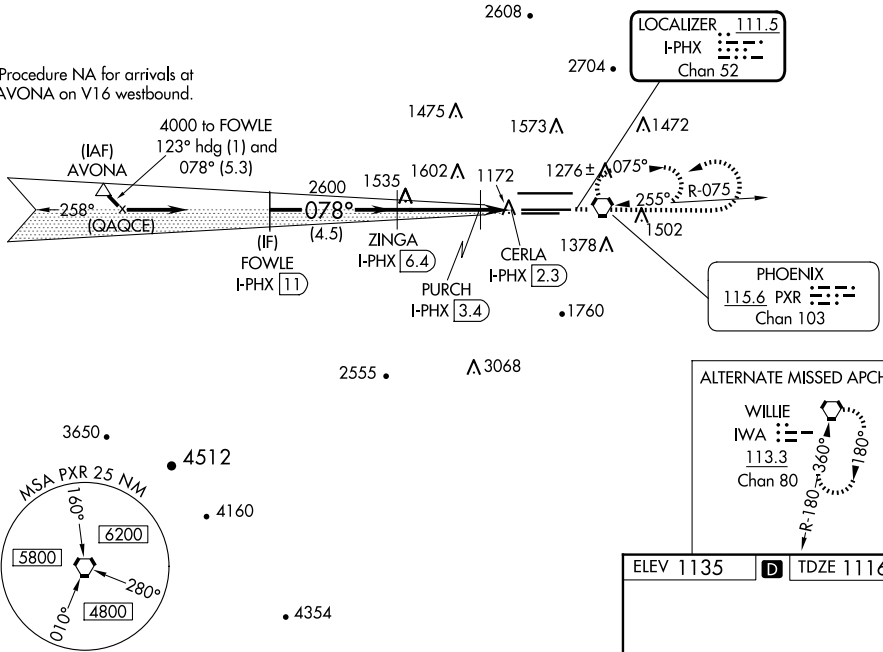 2608
LOCALIZER 111.5
I-PHX
Chan 52
2704
Procedure NA for arrivals at
AVONA on V16 westbound.
1475
1573
1472
4000 to FOWLE
123° hdg (1) and
078° (5.3)
(IAF)
AVONA
2600
1535
1602
1172
1276±
075°
258°
078°
255°
R-075
(QAQCE)
(4.5)
1502
(IF)
FOWLE
I-PHX 11
ZINGA
I-PHX 6.4
CERLA
I-PHX 2.3
1378
PURCH
I-PHX 3.4
PHOENIX
115.6 PXR
Chan 103
1760
2555
3068
ALTERNATE MISSED APCH
WILLIE
IWA
113.3
Chan 80
360°
180°
R-180
3650
4512
MSA PXR 25 NM
160°
4160
6200
5800
280°
4800
010°
4354
ELEV 1135 D TDZE 1116